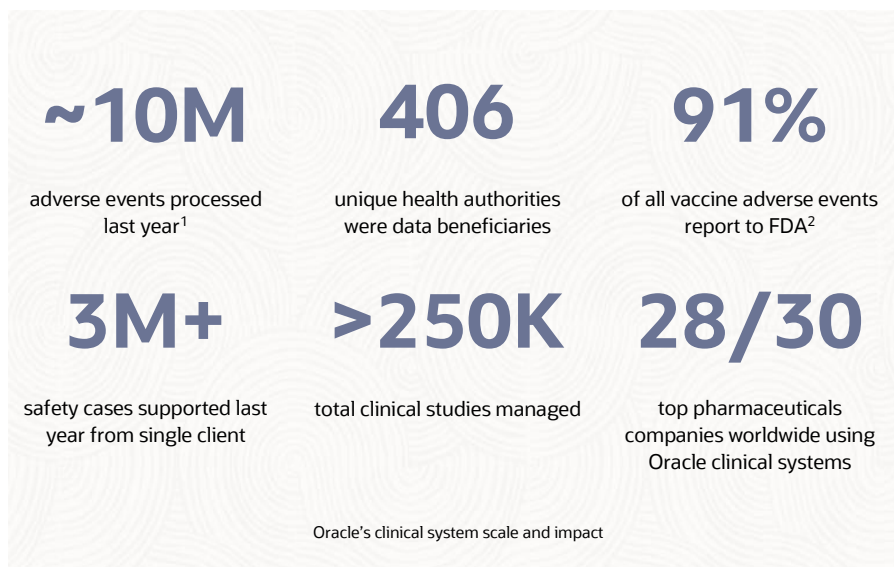 ~10M
adverse events processed
last year¹
406
unique health authorities
were data beneficiaries
91%
of all vaccine adverse events
report to FDA²
3M+
safety cases supported last
year from single client
>250K
total clinical studies managed
28/30
top pharmaceuticals
companies worldwide using
Oracle clinical systems
Oracle’s clinical system scale and impact